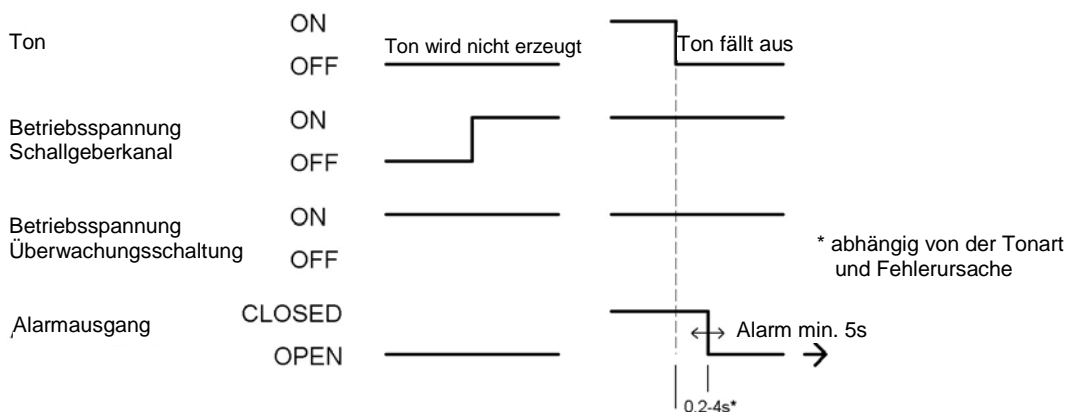 Ton
ON
OFF
Ton wird nicht erzeugt
Ton fällt aus
Betriebsspannung
Schallgeberkanal
ON
OFF
Betriebsspannung
Überwachungsschaltung
ON
OFF
* abhängig von der Tonart
und Fehlerursache
Alarmausgang
CLOSED
OPEN
Alarm min. 5s
0,2-4s*